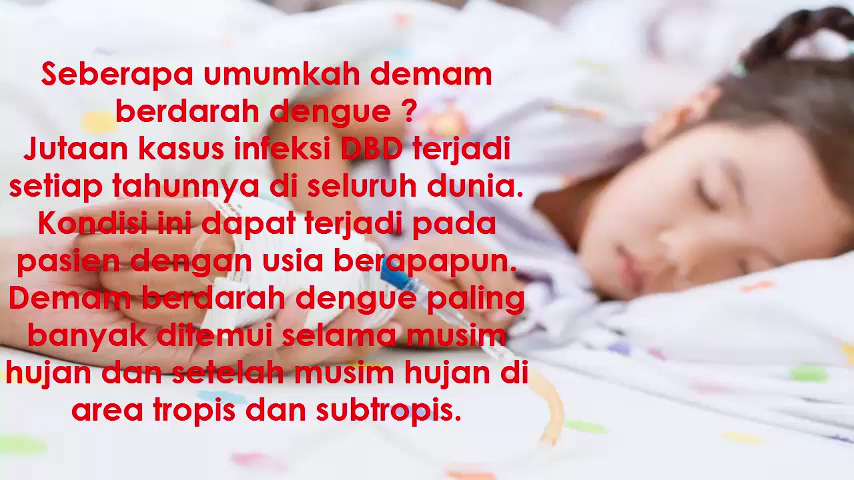 Seberapa umumkah demam
berdarah dengue ?
Jutaan kasus infeksi DBD terjadi
setiap tahunnya di seluruh dunia.
Kondisi ini dapat terjadi pada
pasien dengan usia berapapun.
Demam berdarah dengue paling
banyak ditemui selama musim
hujan dan setelah musim hujan di
area tropis dan subtropis.